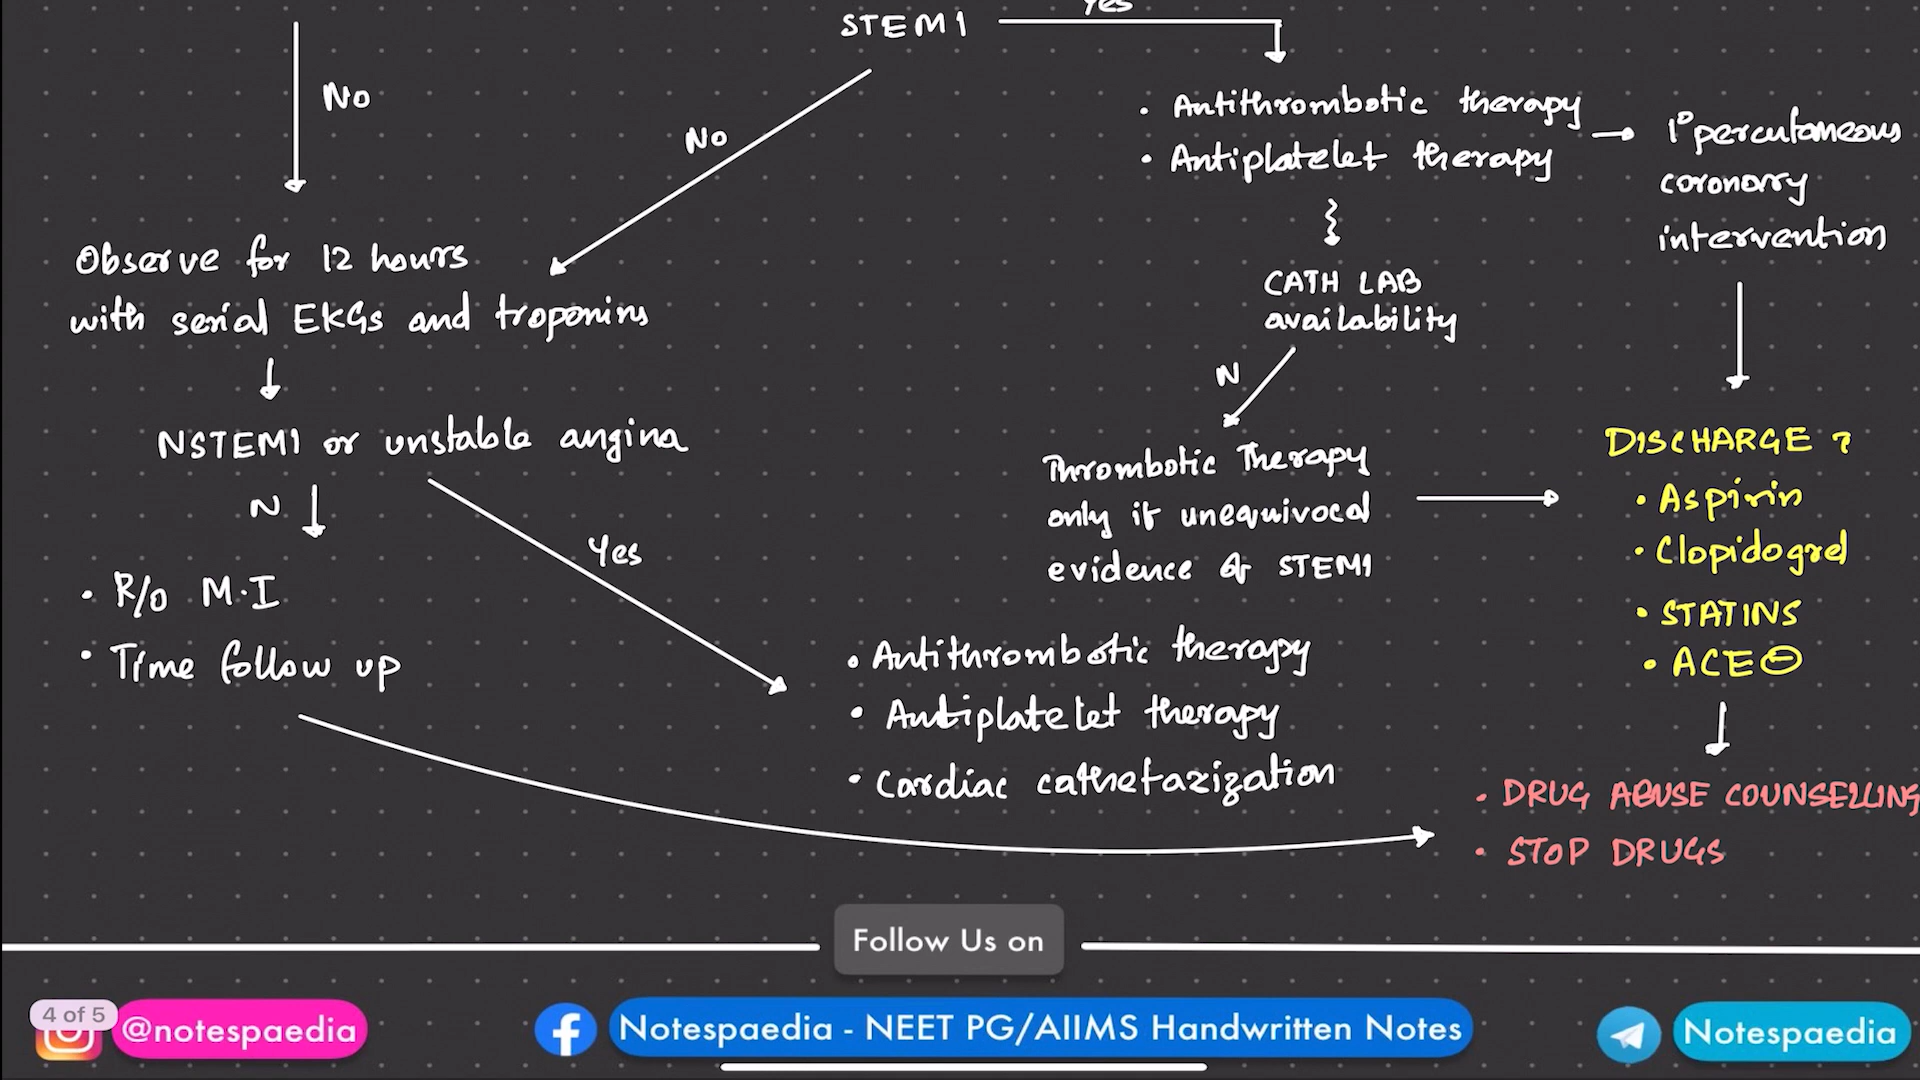 STEMI
Yes
No
No
• Antithrombotic therapy
• Antiplatelet therapy
1° percutaneous
coronary
intervention
Observe for 12 hours
with serial EKGs and troponins
CATH LAB
availability
N
NSTEMI or unstable angina
N
Yes
Thrombotic Therapy
only if unequivocal
evidence of STEMI
DISCHARGE ?
• Aspirin
• Clopidogrel
• STATINS
• ACE⊖
• R/o M.I
• Time follow up
• Antithrombotic therapy
• Antiplatelet therapy
• Cardiac cathetazization
• DRUG ABUSE COUNSELLING
• STOP DRUGS
Follow Us on
4 of 5
@notespaedia
Notespaedia - NEET PG/AIIMS Handwritten Notes
Notespaedia